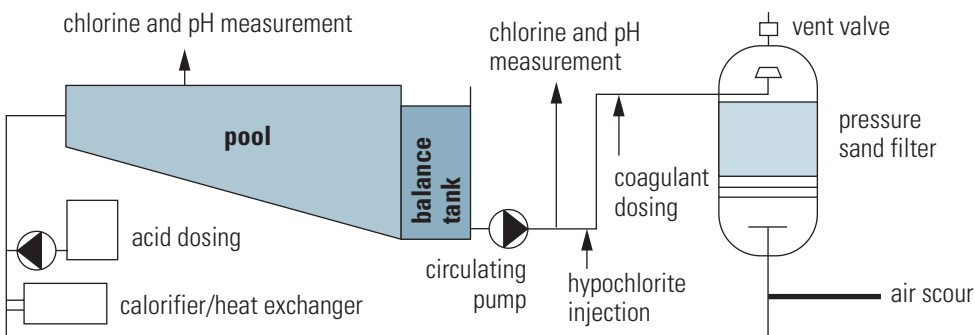 chlorine and pH measurement
chlorine and pH
measurement
vent valve
pool
balance
tank
pressure
sand filter
coagulant
dosing
acid dosing
circulating
pump
hypochlorite
injection
calorifier/heat exchanger
air scour